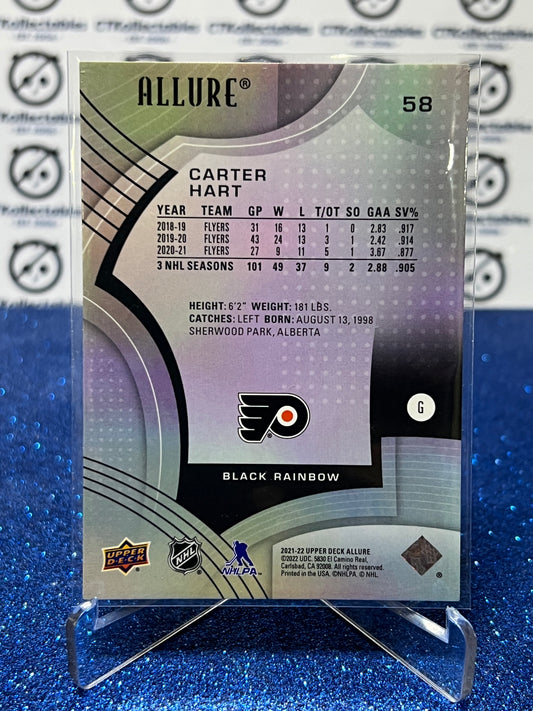 CTKollectables
ALLURE®
58
CARTER
HART
YEAR TEAM GP W L T/OT SO GAA SV%
2018-19 FLYERS 31 16 13 1 0 2.83 .917
2019-20 FLYERS 43 24 13 3 1 2.42 .914
2020-21 FLYERS 27 9 11 5 1 3.67 .877
3 NHL SEASONS 101 49 37 9 2 2.88 .905
HEIGHT: 6'2" WEIGHT: 181 LBS.
CATCHES: LEFT BORN: AUGUST 13, 1998
SHERWOOD PARK, ALBERTA
G
BLACK RAINBOW
UPPER DECK
NHL
NHLPA
2021-22 UPPER DECK ALLURE
©2022 UDC. 5830 El Camino Real,
Carlsbad, CA 92008. All rights reserved.
Printed in the USA. ©NHLPA. © NHL
®